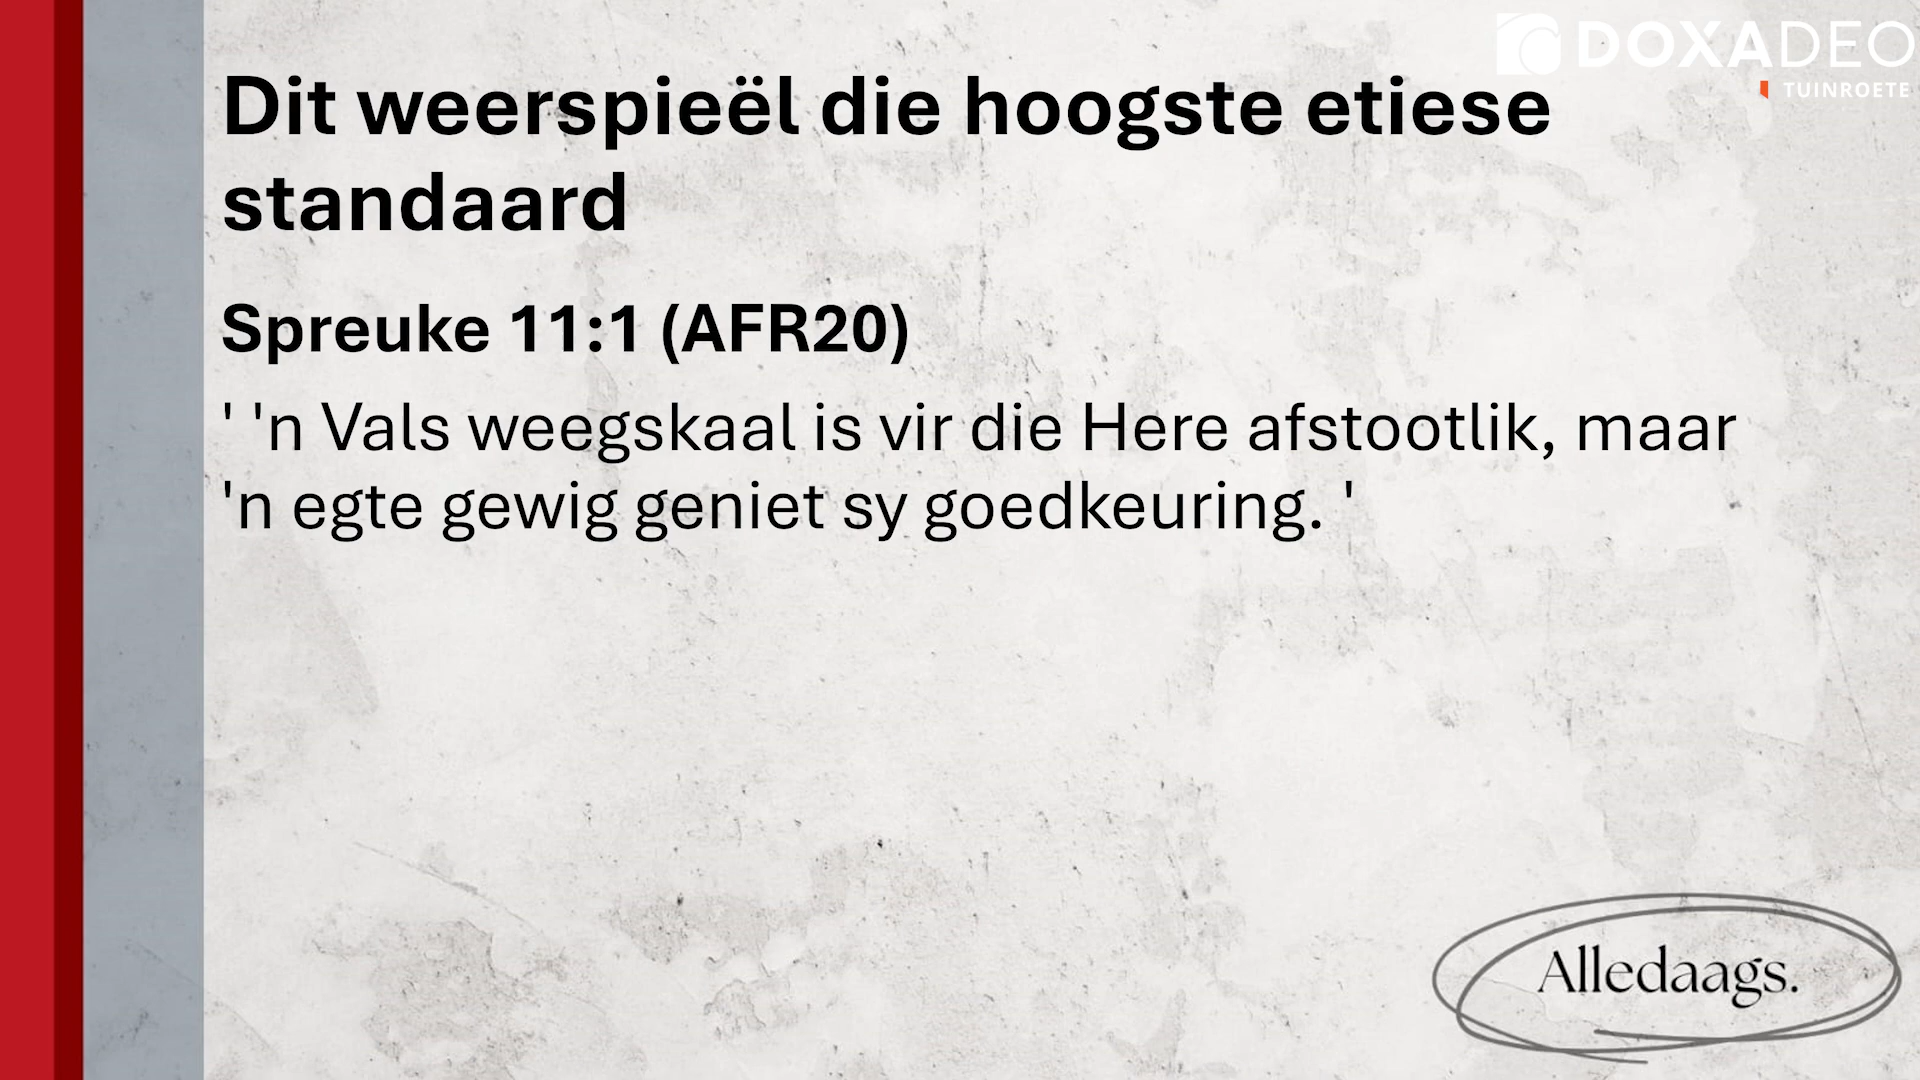 DOXADEO
TUINROETE
Dit weerspieël die hoogste etiese
standaard
Spreuke 11:1 (AFR20)
' 'n Vals weegskaal is vir die Here afstootlik, maar
'n egte gewig geniet sy goedkeuring. '
Alledaags.